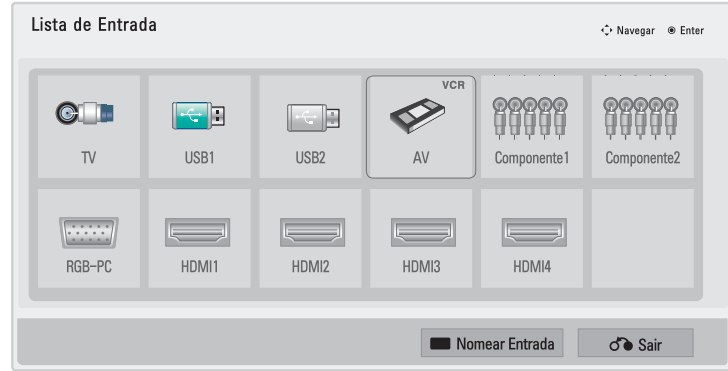 Lista de Entrada
Navegar Enter
VCR
TV USB1 USB2 AV Componente1 Componente2
RGB-PC HDMI1 HDMI2 HDMI3 HDMI4
Nomear Entrada Sair